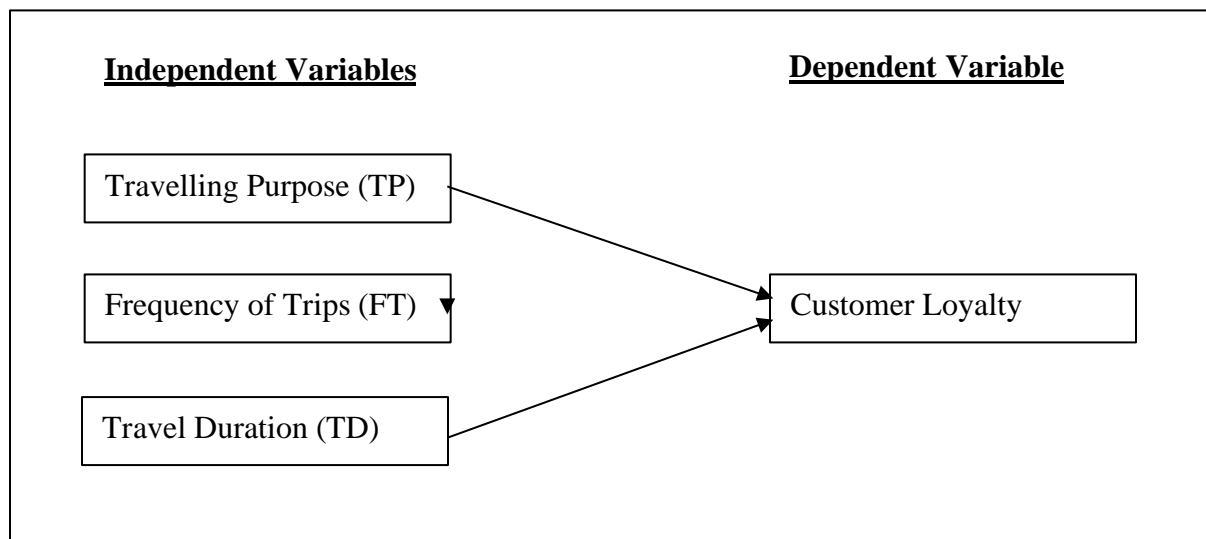 Independent Variables
Dependent Variable
Travelling Purpose (TP)
Frequency of Trips (FT)
Customer Loyalty
Travel Duration (TD)